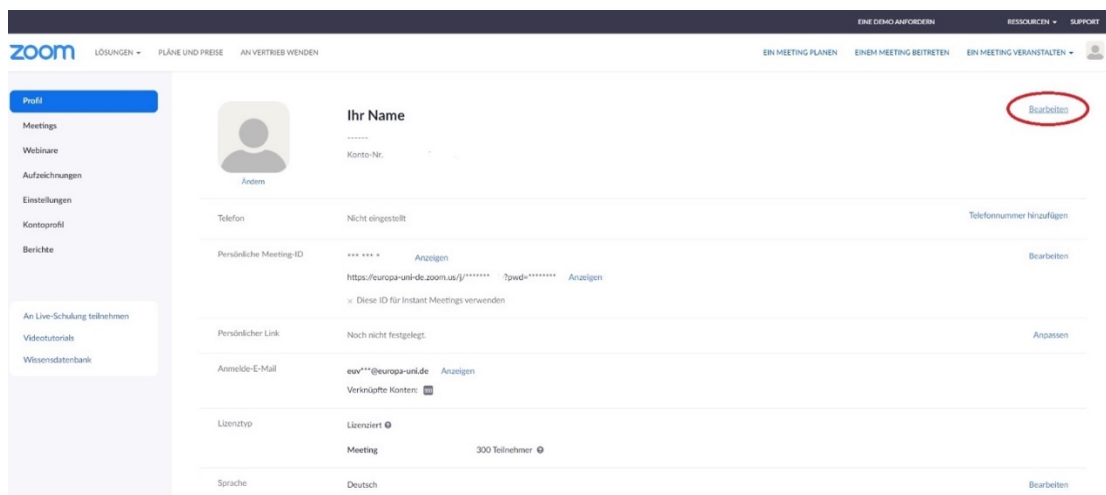 EINE DEMO ANFORDERN RESSOURCEN SUPPORT
zoom LÖSUNGEN PLÄNE UND PREISE AN VERTRIEB WENDEN EIN MEETING PLANEN EINEM MEETING BEITRETEN EIN MEETING VERANSTALTEN
Profil
Meetings
Webinare
Aufzeichnungen
Einstellungen
Kontoprofil
Berichte
An Live-Schulung teilnehmen
Videotutorials
Wissensdatenbank
Ändern
Ihr Name
Bearbeiten
------
Konto-Nr.
Telefon Nicht eingestellt Telefonnummer hinzufügen
Persönliche Meeting-ID *** *** * Anzeigen Bearbeiten
https://europa-uni-de.zoom.us/j/******* ?pwd=******** Anzeigen
× Diese ID für Instant Meetings verwenden
Persönlicher Link Noch nicht festgelegt. Anpassen
Anmelde-E-Mail euv***@europa-uni.de Anzeigen
Verknüpfte Konten:
Lizenztyp Lizenziert
Meeting 300 Teilnehmer
Sprache Deutsch Bearbeiten